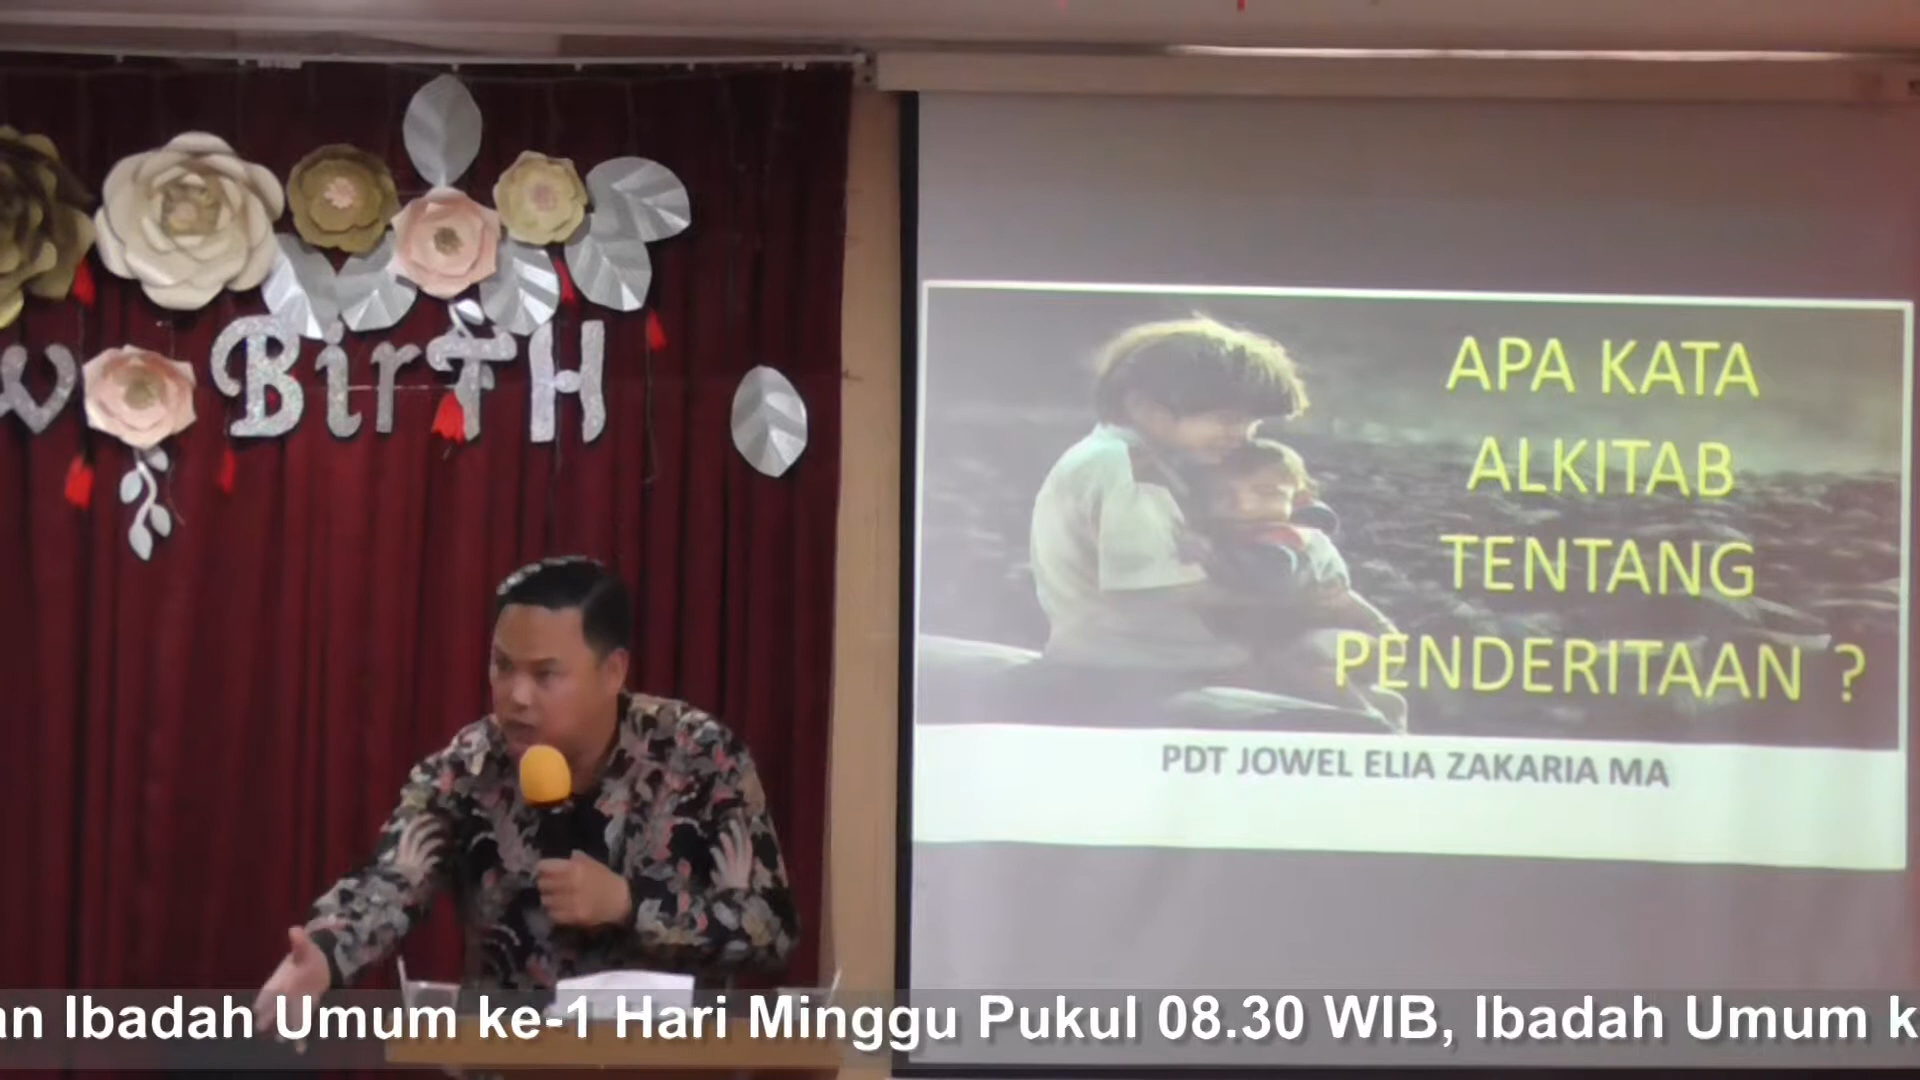 BirTH
APA KATA
ALKITAB
TENTANG
PENDERITAAN ?
PDT JOWEL ELIA ZAKARIA MA
Ibadah Umum ke-1 Hari Minggu Pukul 08.30 WIB, Ibadah Umum